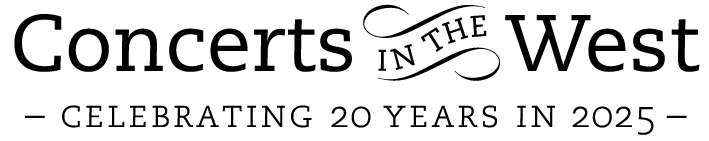 Concerts IN THE West
– CELEBRATING 20 YEARS IN 2025 –